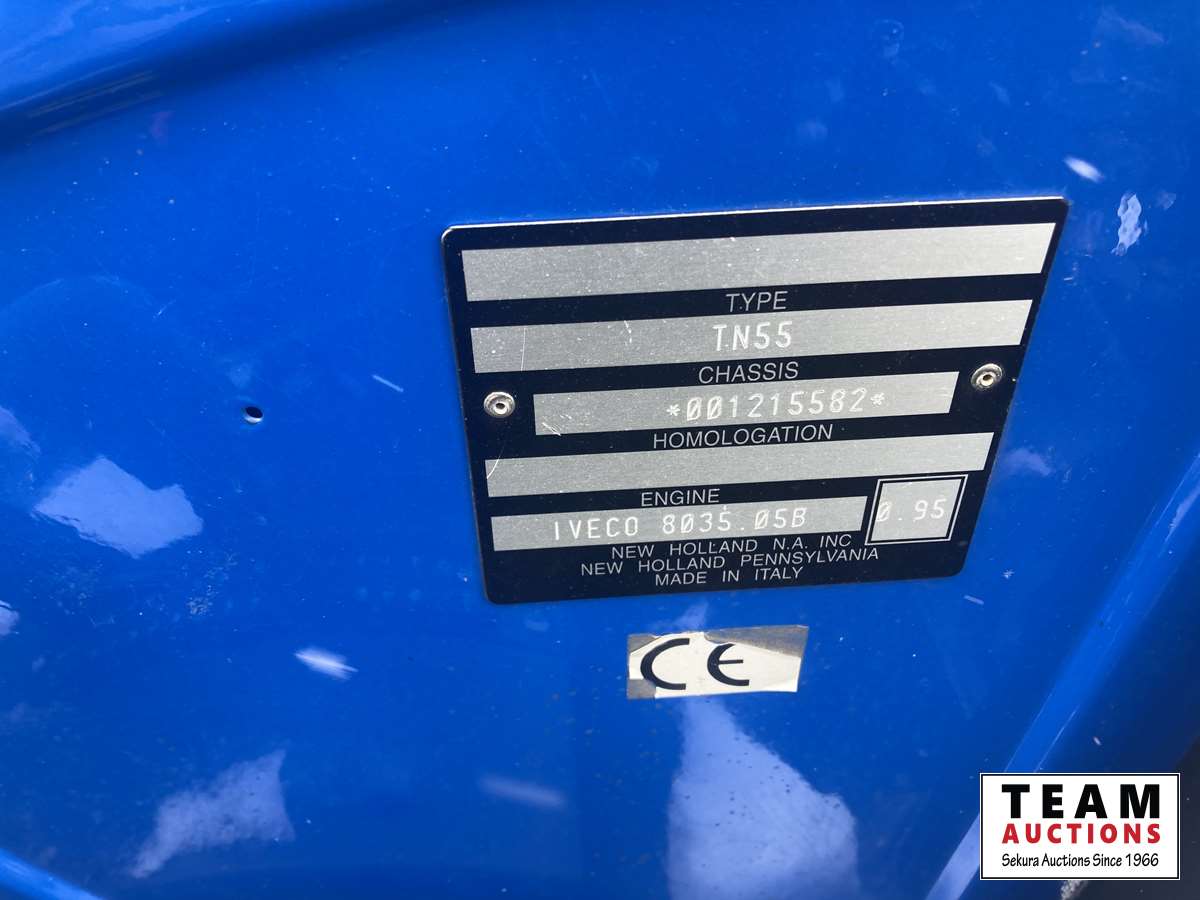 TYPE
TN55
CHASSIS
*001215582*
HOMOLOGATION
ENGINE
IVECO 8035.05B
0.95
NEW HOLLAND N.A. INC
NEW HOLLAND PENNSYLVANIA
MADE IN ITALY
CE
TEAM
AUCTIONS
Sekura Auctions Since 1966